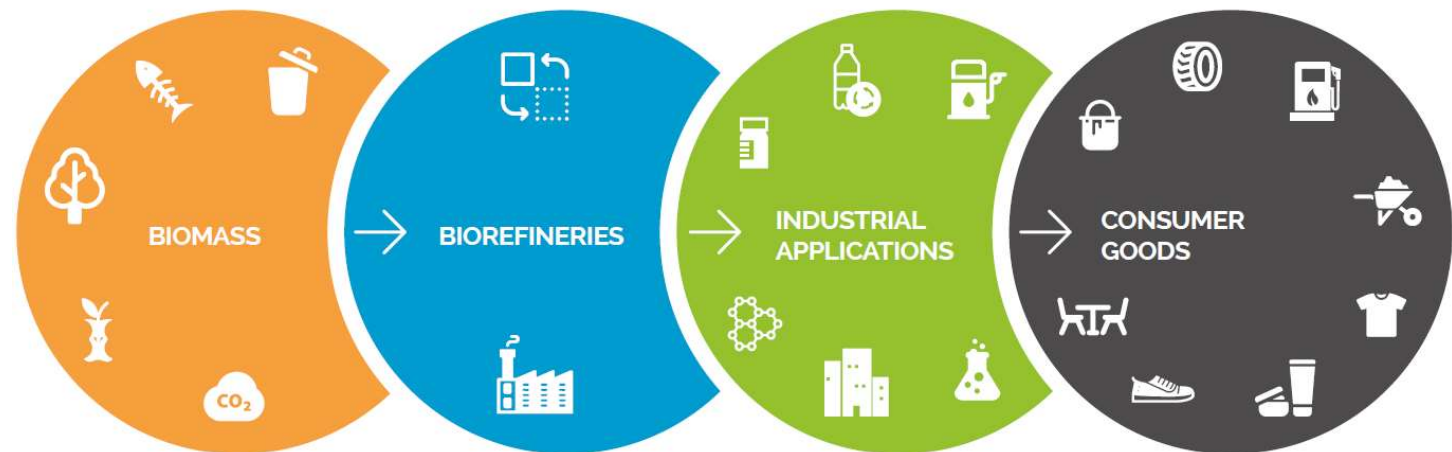 BIOMASS
BIOREFINERIES
INDUSTRIAL
APPLICATIONS
CONSUMER
GOODS
CO₂